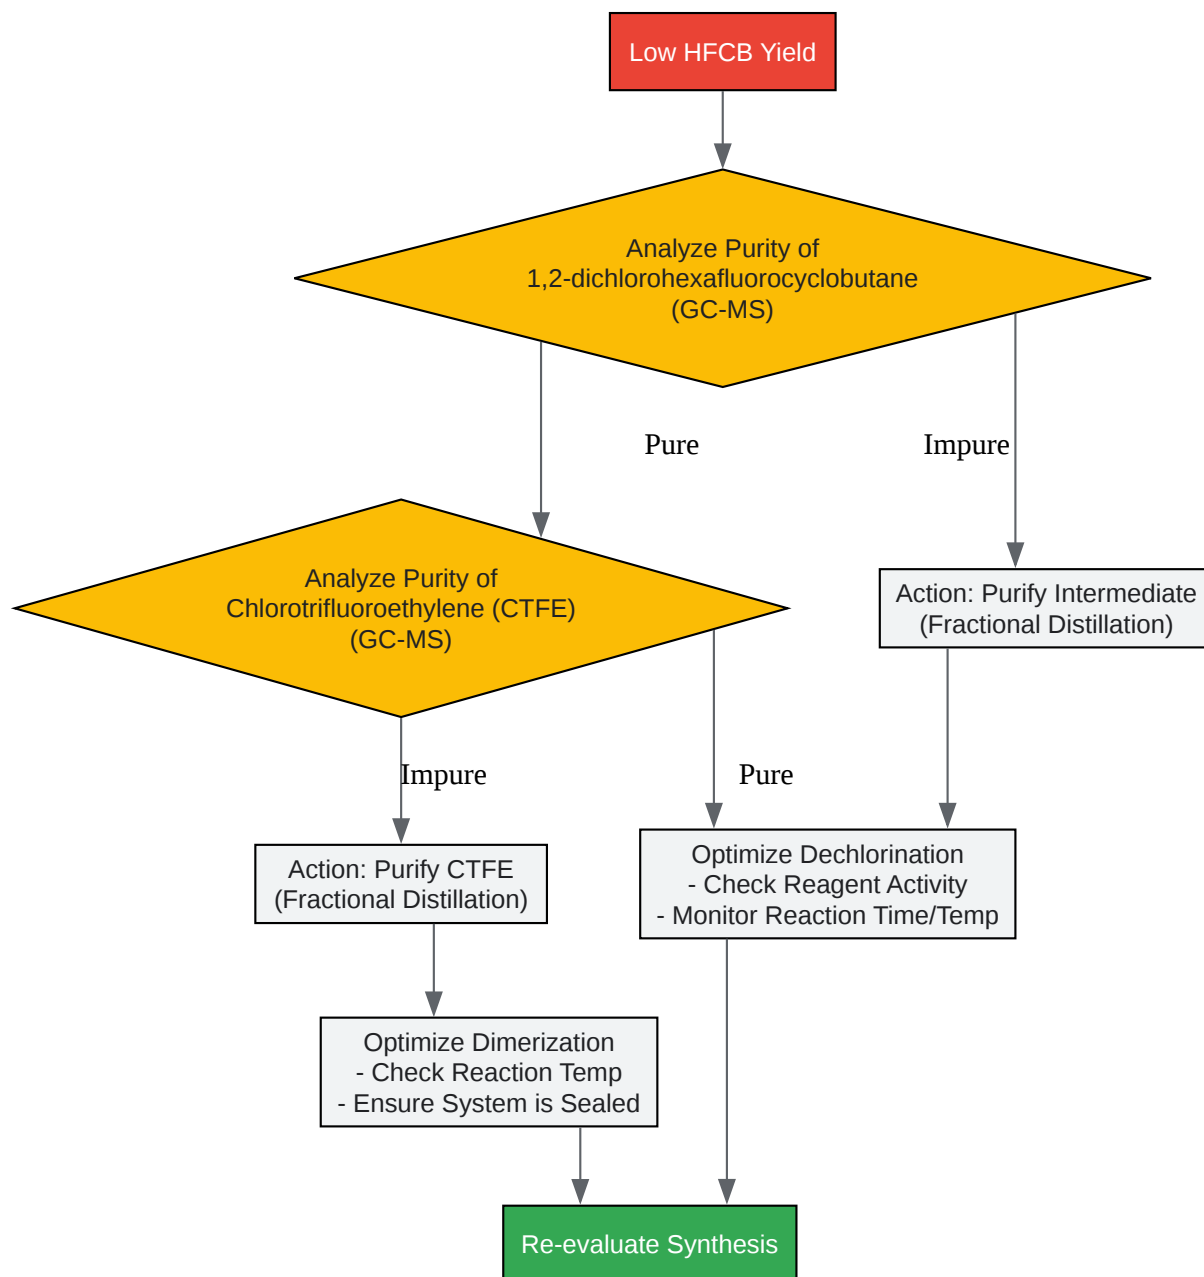 Low HFCB Yield
Analyze Purity of
1,2-dichlorohexafluorocyclobutane
(GC-MS)
Pure
Impure
Analyze Purity of
Chlorotrifluoroethylene (CTFE)
(GC-MS)
Action: Purify Intermediate
(Fractional Distillation)
Impure
Pure
Action: Purify CTFE
(Fractional Distillation)
Optimize Dechlorination
- Check Reagent Activity
- Monitor Reaction Time/Temp
Optimize Dimerization
- Check Reaction Temp
- Ensure System is Sealed
Re-evaluate Synthesis